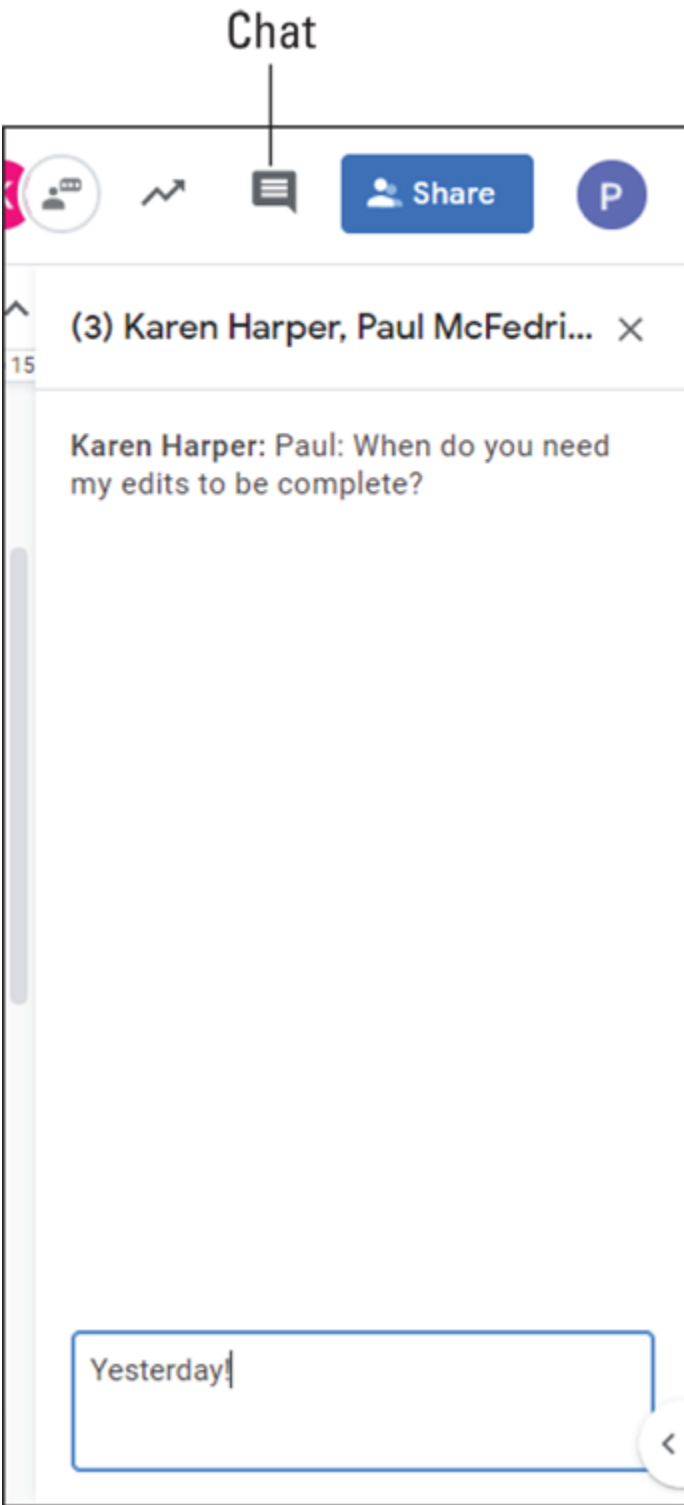 Chat
Share
P
(3) Karen Harper, Paul McFedri...
15
Karen Harper: Paul: When do you need
my edits to be complete?
Yesterday!